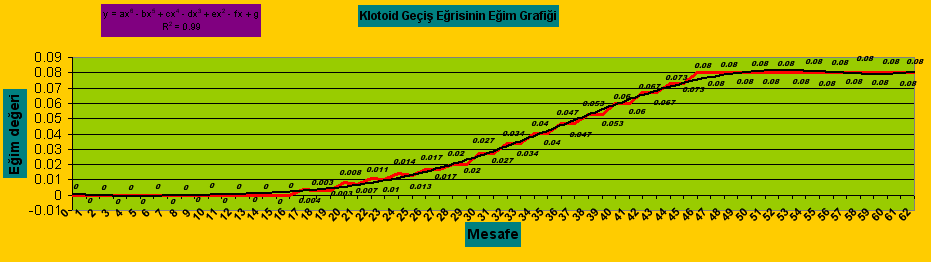 y = ax⁶ - bx⁵ + cx⁴ - dx³ + ex² - fx + g
R² = 0.99
Klotoid Geçiş Eğrisinin Eğim Grafiği
Eğim değeri
0.09
0.08
0.07
0.06
0.05
0.04
0.03
0.02
0.01
0
-0.01
0 0 0 0 0 0 0 0 0 0.003 0.008 0.011 0.014 0.017 0.02 0.027 0.034 0.04 0.047 0.053 0.06 0.067 0.073 0.08 0.08 0.08 0.08 0.08 0.08 0.08 0.08 0.08
0 0 0 0 0 0 0 0 0.004 0.003 0.007 0.01 0.013 0.017 0.02 0.027 0.034 0.04 0.047 0.053 0.06 0.067 0.073 0.08 0.08 0.08 0.08 0.08 0.08 0.08 0.08
0 1 2 3 4 5 6 7 8 9 10 11 12 13 14 15 16 17 18 19 20 21 22 23 24 25 26 27 28 29 30 31 32 33 34 35 36 37 38 39 40 41 42 43 44 45 46 47 48 49 50 51 52 53 54 55 56 57 58 59 60 61 62
Mesafe